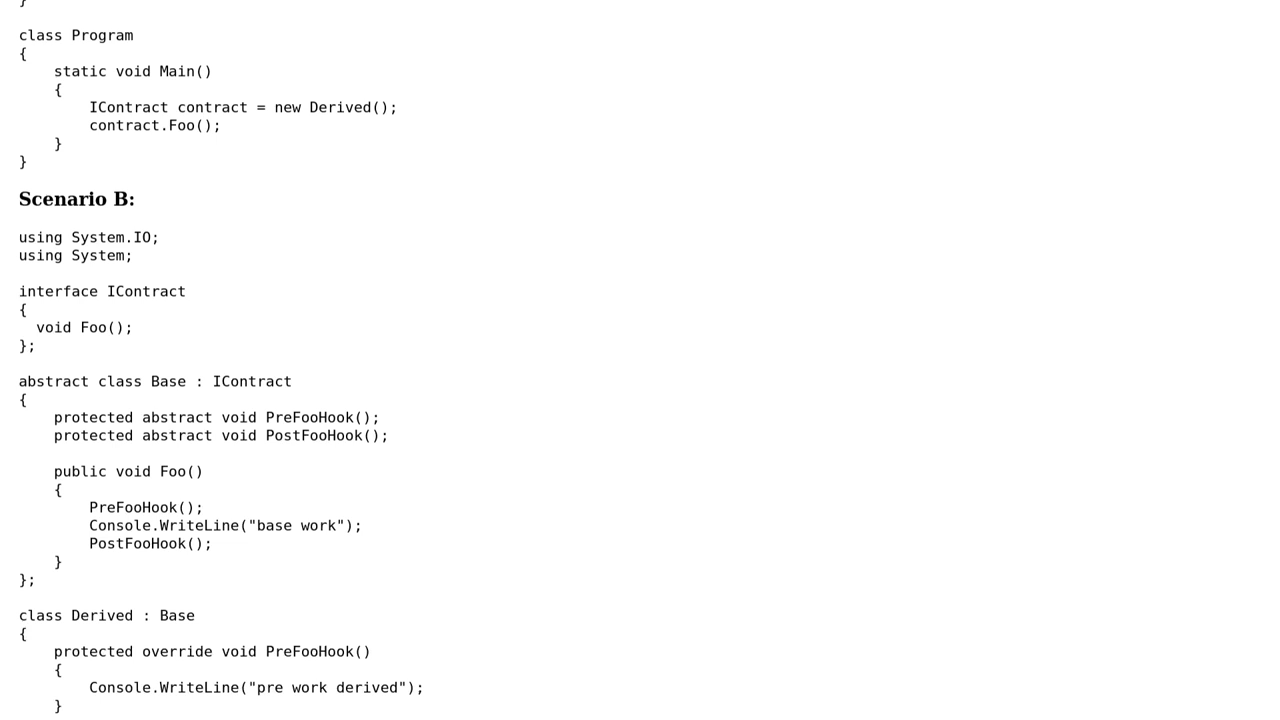 }
class Program
{
    static void Main()
    {
        IContract contract = new Derived();
        contract.Foo();
    }
}
Scenario B:
using System.IO;
using System;
interface IContract
{
  void Foo();
};
abstract class Base : IContract
{
    protected abstract void PreFooHook();
    protected abstract void PostFooHook();
    public void Foo()
    {
        PreFooHook();
        Console.WriteLine("base work");
        PostFooHook();
    }
};
class Derived : Base
{
    protected override void PreFooHook()
    {
        Console.WriteLine("pre work derived");
    }